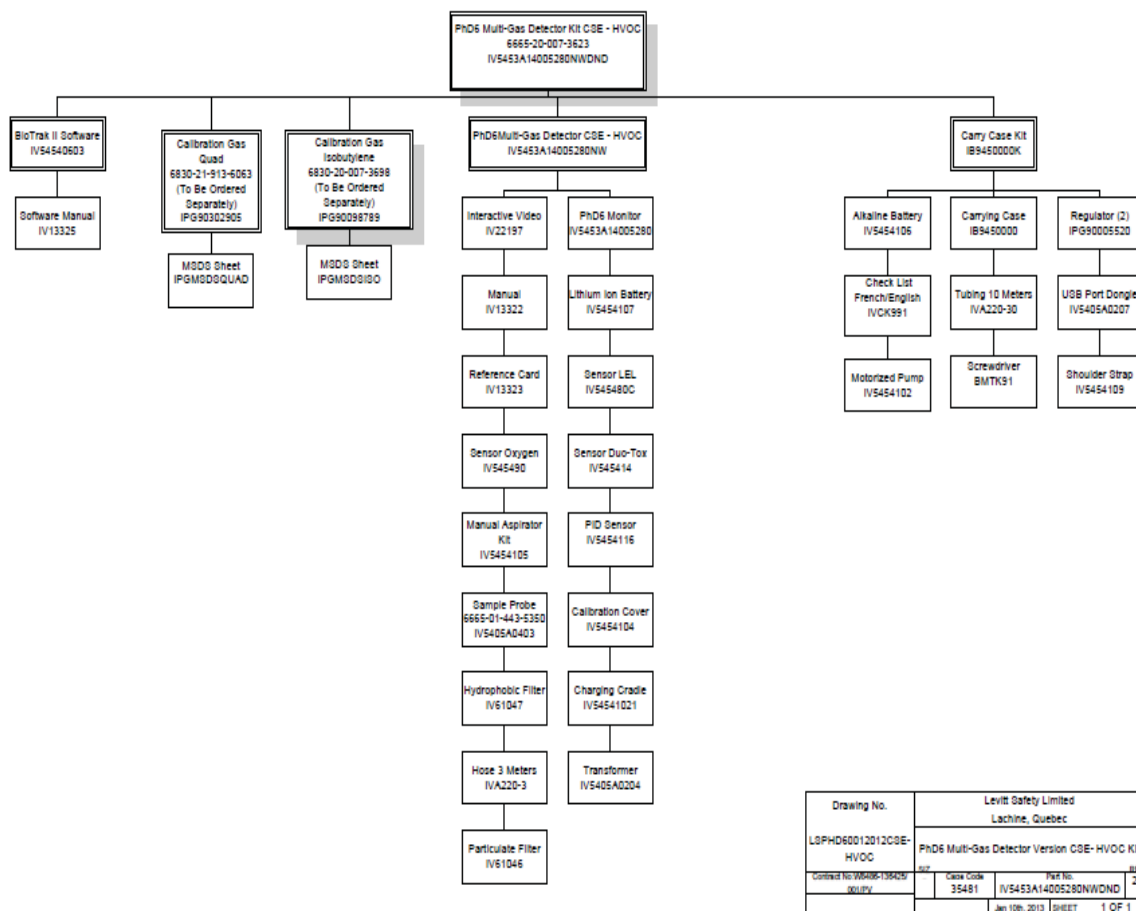 PhD6 Multi-Gas Detector Kit CSE - HVOC
6665-20-007-3623
IV5453A14005280NWDND
BioTrak II Software
IV54540603
Software Manual
IV13325
Calibration Gas
Quad
6830-21-913-6063
(To Be Ordered
Separately)
IPG90302905
MSDS Sheet
IPGMSDSQUAD
Calibration Gas
Isobutylene
6830-20-007-3698
(To Be Ordered
Separately)
IPG90098789
MSDS Sheet
IPGMSDSISO
PhD6Multi-Gas Detector CSE - HVOC
IV5453A14005280NW
Interactive Video
IV22197
Manual
IV13322
Reference Card
IV13323
Sensor Oxygen
IV545490
Manual Aspirator
Kit
IV5454105
Sample Probe
6665-01-443-5350
IV5405A0403
Hydrophobic Filter
IV61047
Hose 3 Meters
IVA220-3
Particulate Filter
IV61046
PhD6 Monitor
IV5453A14005280
Lithium Ion Battery
IV5454107
Sensor LEL
IV545480C
Sensor Duo-Tox
IV545414
PID Sensor
IV5454116
Calibration Cover
IV5454104
Charging Cradle
IV54541021
Transformer
IV5405A0204
Carry Case Kit
IB9450000K
Alkaline Battery
IV5454106
Check List
French/English
IVCK991
Motorized Pump
IV5454102
Carrying Case
IB9450000
Tubing 10 Meters
IVA220-30
Screwdriver
BMTK91
Regulator (2)
IPG90005520
USB Port Dongle
IV5405A0207
Shoulder Strap
IV5454109
Drawing No.
LSPHD60012012CSE-
HVOC
Contract No:W8486-136425/
001/PV
Levitt Safety Limited
Lachine, Quebec
PhD6 Multi-Gas Detector Version CSE- HVOC
Cage Code
35481
Part No.
IV5453A14005280NWDND
2
Jan 10th, 2013
SHEET
1 OF 1